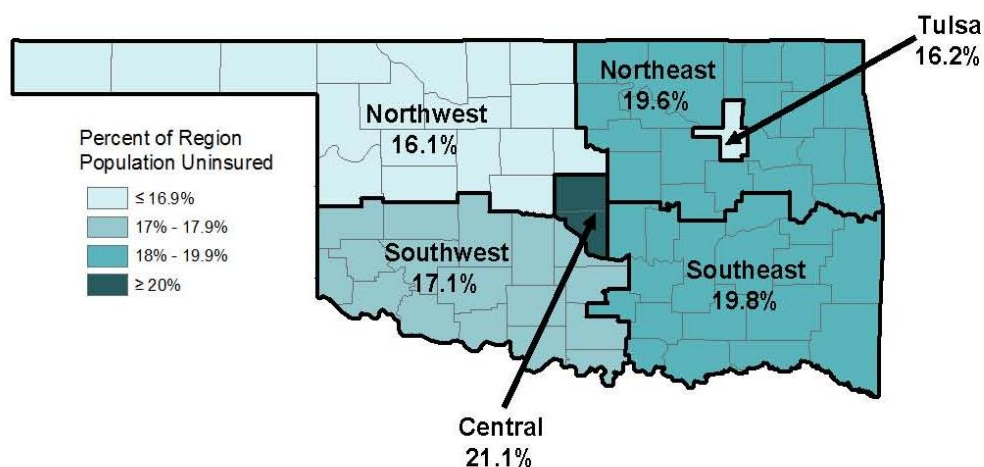 Tulsa
16.2%
Northeast
19.6%
Northwest
16.1%
Percent of Region
Population Uninsured
≤ 16.9%
17% - 17.9%
18% - 19.9%
≥ 20%
Southwest
17.1%
Southeast
19.8%
Central
21.1%